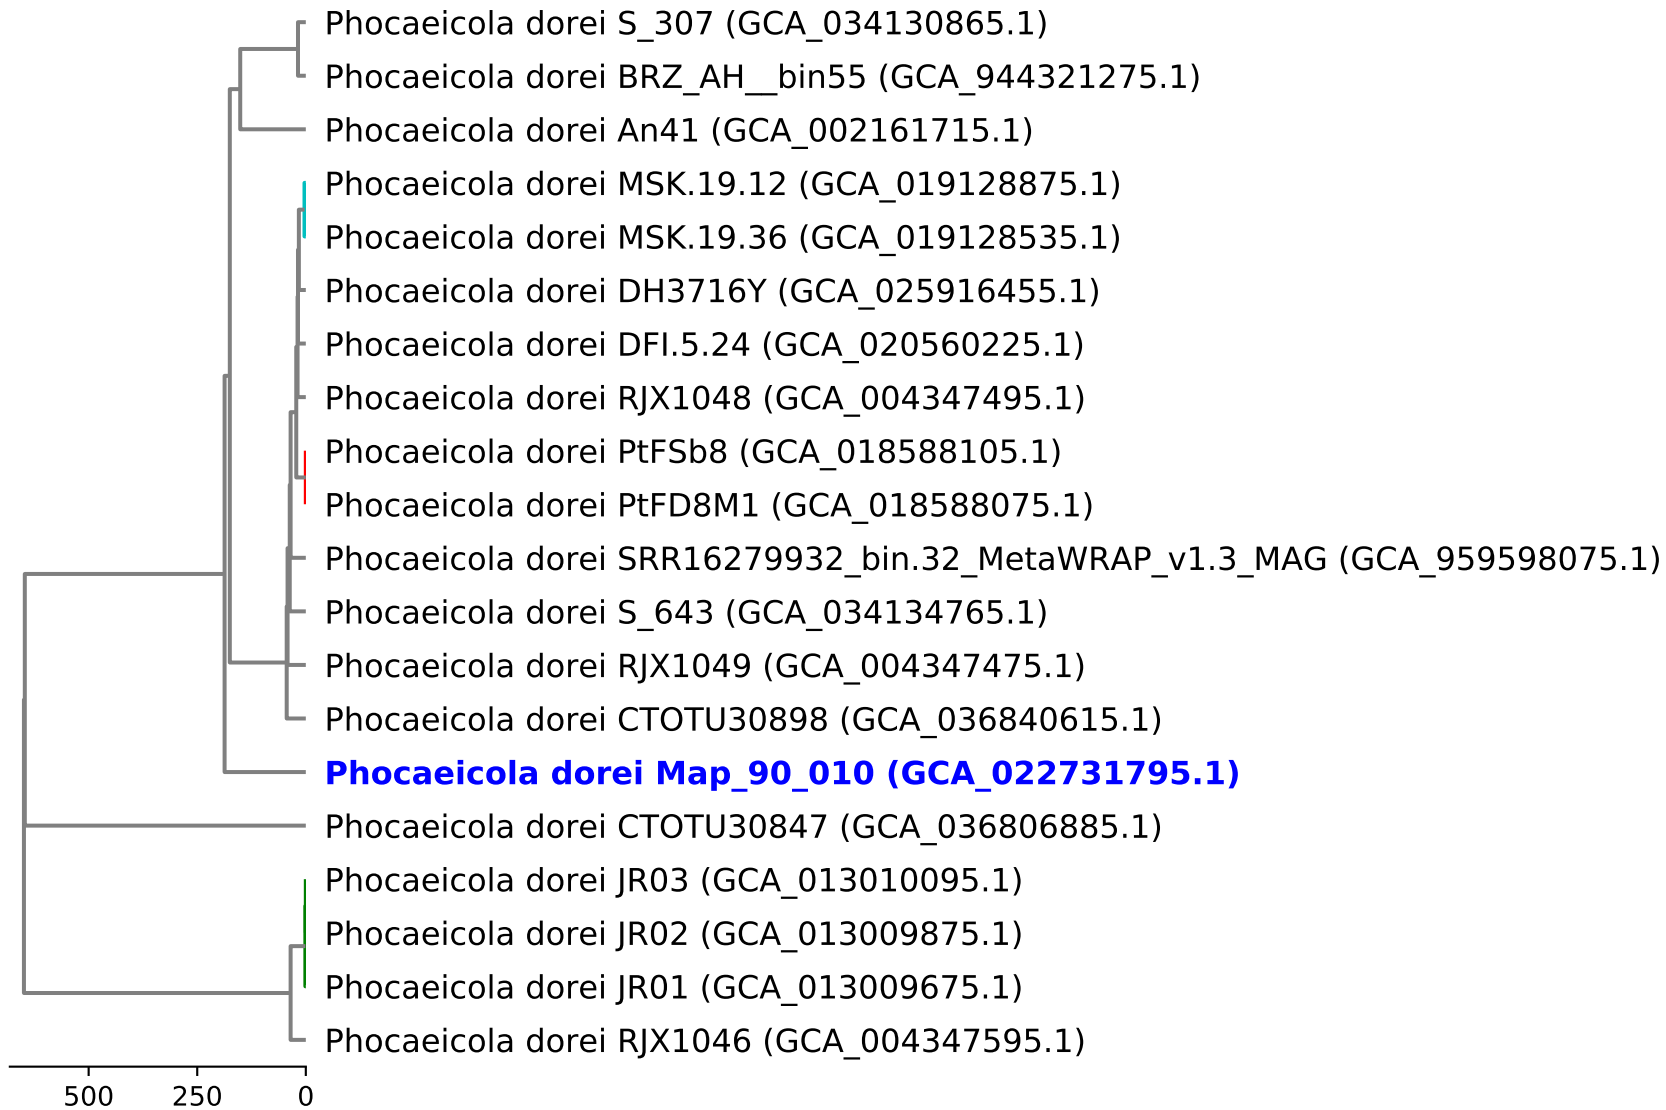 Phocaeicola dorei S_307 (GCA_034130865.1)
Phocaeicola dorei BRZ_AH__bin55 (GCA_944321275.1)
Phocaeicola dorei An41 (GCA_002161715.1)
Phocaeicola dorei MSK.19.12 (GCA_019128875.1)
Phocaeicola dorei MSK.19.36 (GCA_019128535.1)
Phocaeicola dorei DH3716Y (GCA_025916455.1)
Phocaeicola dorei DFI.5.24 (GCA_020560225.1)
Phocaeicola dorei RJX1048 (GCA_004347495.1)
Phocaeicola dorei PtFSb8 (GCA_018588105.1)
Phocaeicola dorei PtFD8M1 (GCA_018588075.1)
Phocaeicola dorei SRR16279932_bin.32_MetaWRAP_v1.3_MAG (GCA_959598075.1)
Phocaeicola dorei S_643 (GCA_034134765.1)
Phocaeicola dorei RJX1049 (GCA_004347475.1)
Phocaeicola dorei CTOTU30898 (GCA_036840615.1)
Phocaeicola dorei Map_90_010 (GCA_022731795.1)
Phocaeicola dorei CTOTU30847 (GCA_036806885.1)
Phocaeicola dorei JR03 (GCA_013010095.1)
Phocaeicola dorei JR02 (GCA_013009875.1)
Phocaeicola dorei JR01 (GCA_013009675.1)
Phocaeicola dorei RJX1046 (GCA_004347595.1)
500 250 0